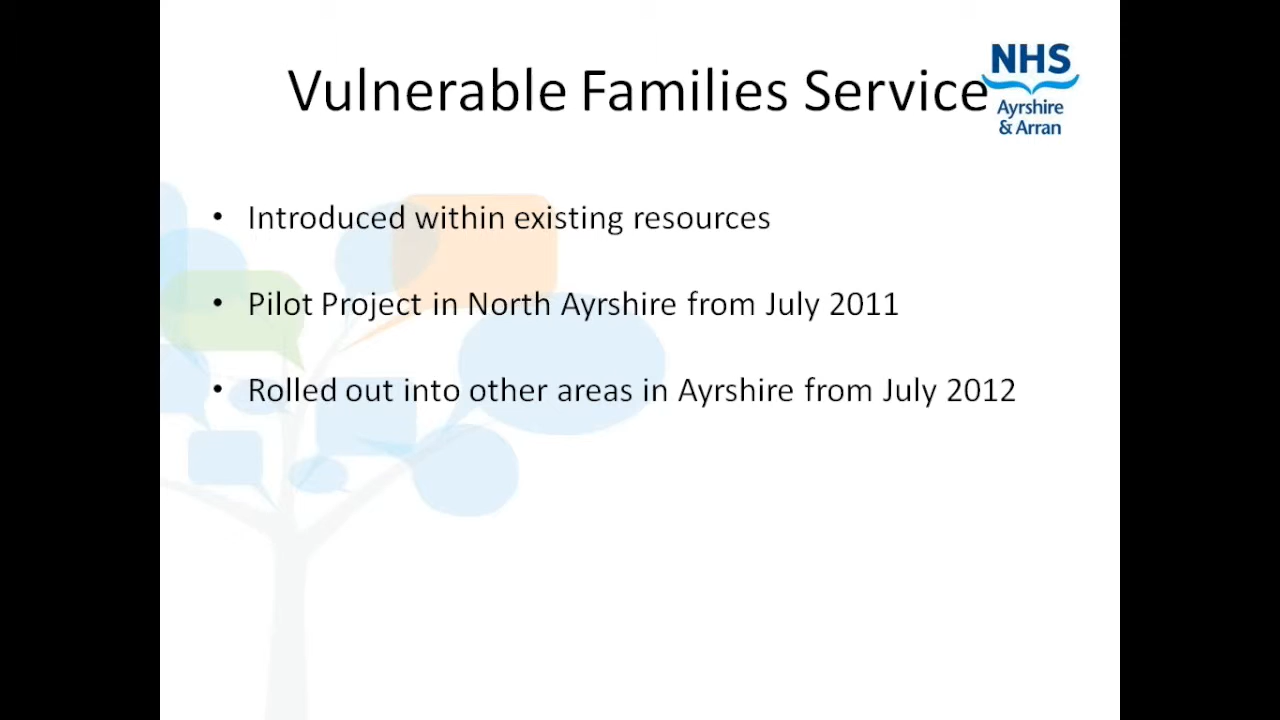 Vulnerable Families Service
NHS
Ayrshire
& Arran
• Introduced within existing resources
• Pilot Project in North Ayrshire from July 2011
• Rolled out into other areas in Ayrshire from July 2012